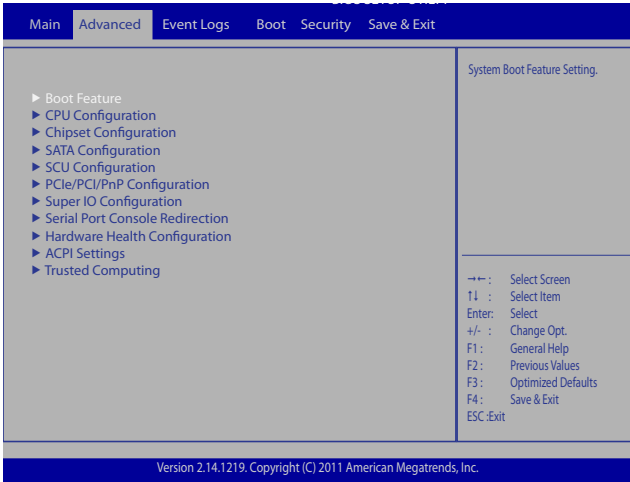 Main Advanced Event Logs Boot Security Save & Exit
System Boot Feature Setting.
▶ Boot Feature
▶ CPU Configuration
▶ Chipset Configuration
▶ SATA Configuration
▶ SCU Configuration
▶ PCIe/PCI/PnP Configuration
▶ Super IO Configuration
▶ Serial Port Console Redirection
▶ Hardware Health Configuration
▶ ACPI Settings
▶ Trusted Computing
→←: Select Screen
↑↓ : Select Item
Enter: Select
+/- : Change Opt.
F1 : General Help
F2 : Previous Values
F3 : Optimized Defaults
F4 : Save & Exit
ESC :Exit
Version 2.14.1219. Copyright (C) 2011 American Megatrends, Inc.